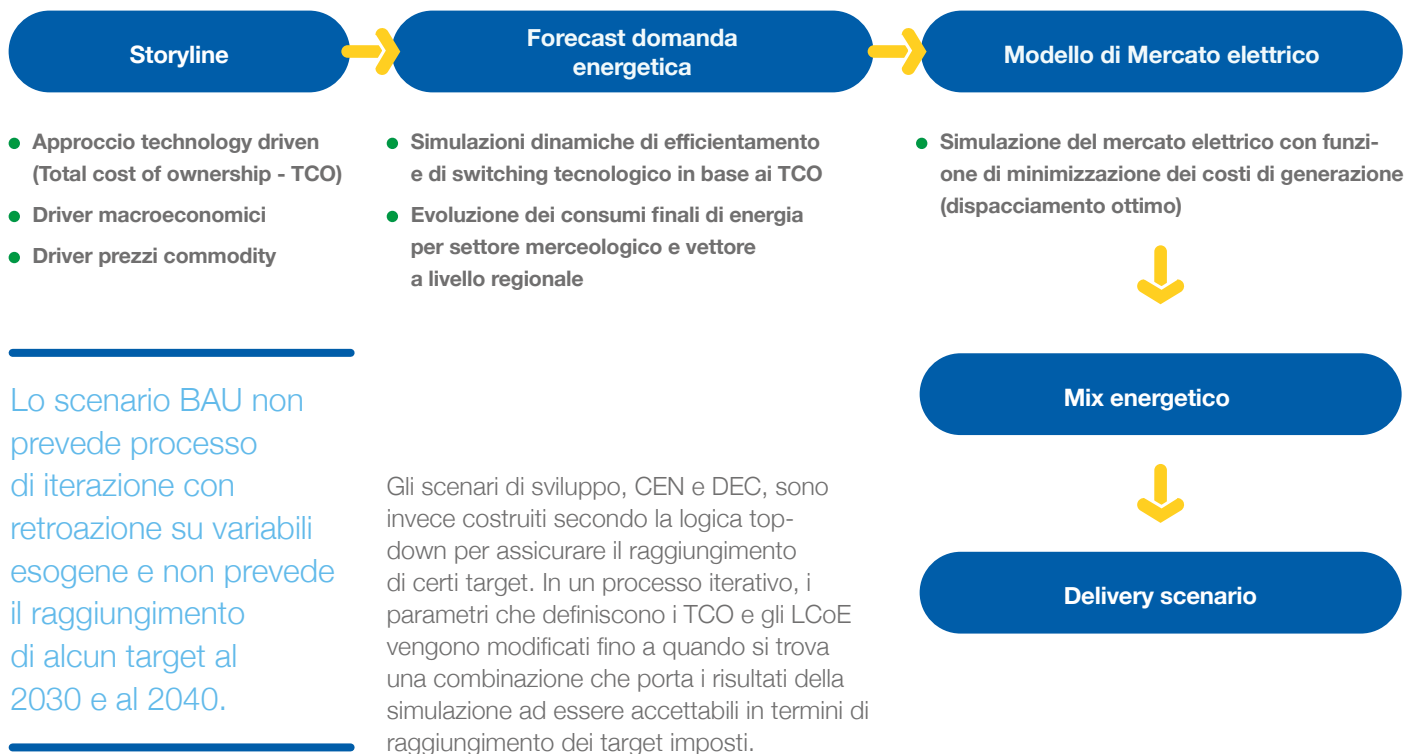 Storyline
Forecast domanda
energetica
Modello di Mercato elettrico
Approccio technology driven
(Total cost of ownership - TCO)
Driver macroeconomici
Driver prezzi commodity
Simulazioni dinamiche di efficientamento
e di switching tecnologico in base ai TCO
Evoluzione dei consumi finali di energia
per settore merceologico e vettore
a livello regionale
Simulazione del mercato elettrico con funzi-
one di minimizzazione dei costi di generazione
(dispacciamento ottimo)
Mix energetico
Delivery scenario
Lo scenario BAU non
prevede processo
di iterazione con
retroazione su variabili
esogene e non prevede
il raggiungimento
di alcun target al
2030 e al 2040.
Gli scenari di sviluppo, CEN e DEC, sono
invece costruiti secondo la logica top-
down per assicurare il raggiungimento
di certi target. In un processo iterativo, i
parametri che definiscono i TCO e gli LCoE
vengono modificati fino a quando si trova
una combinazione che porta i risultati della
simulazione ad essere accettabili in termini di
raggiungimento dei target imposti.